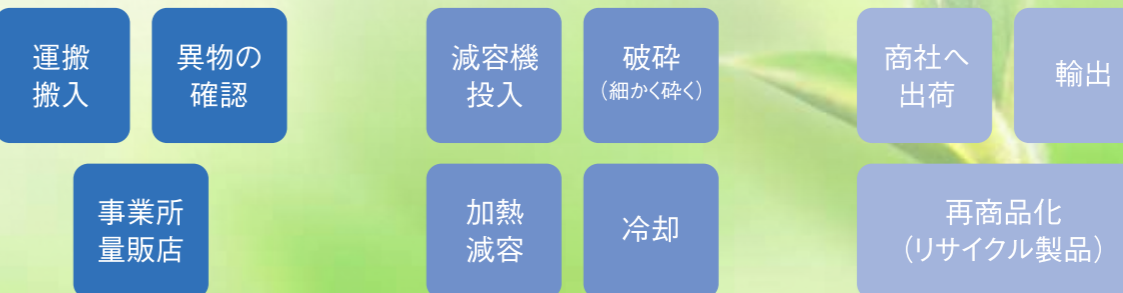 運搬
搬入
異物の
確認
事業所
量販店
減容機
投入
破砕
(細かく砕く)
加熱
減容
冷却
商社へ
出荷
輸出
再商品化
(リサイクル製品)